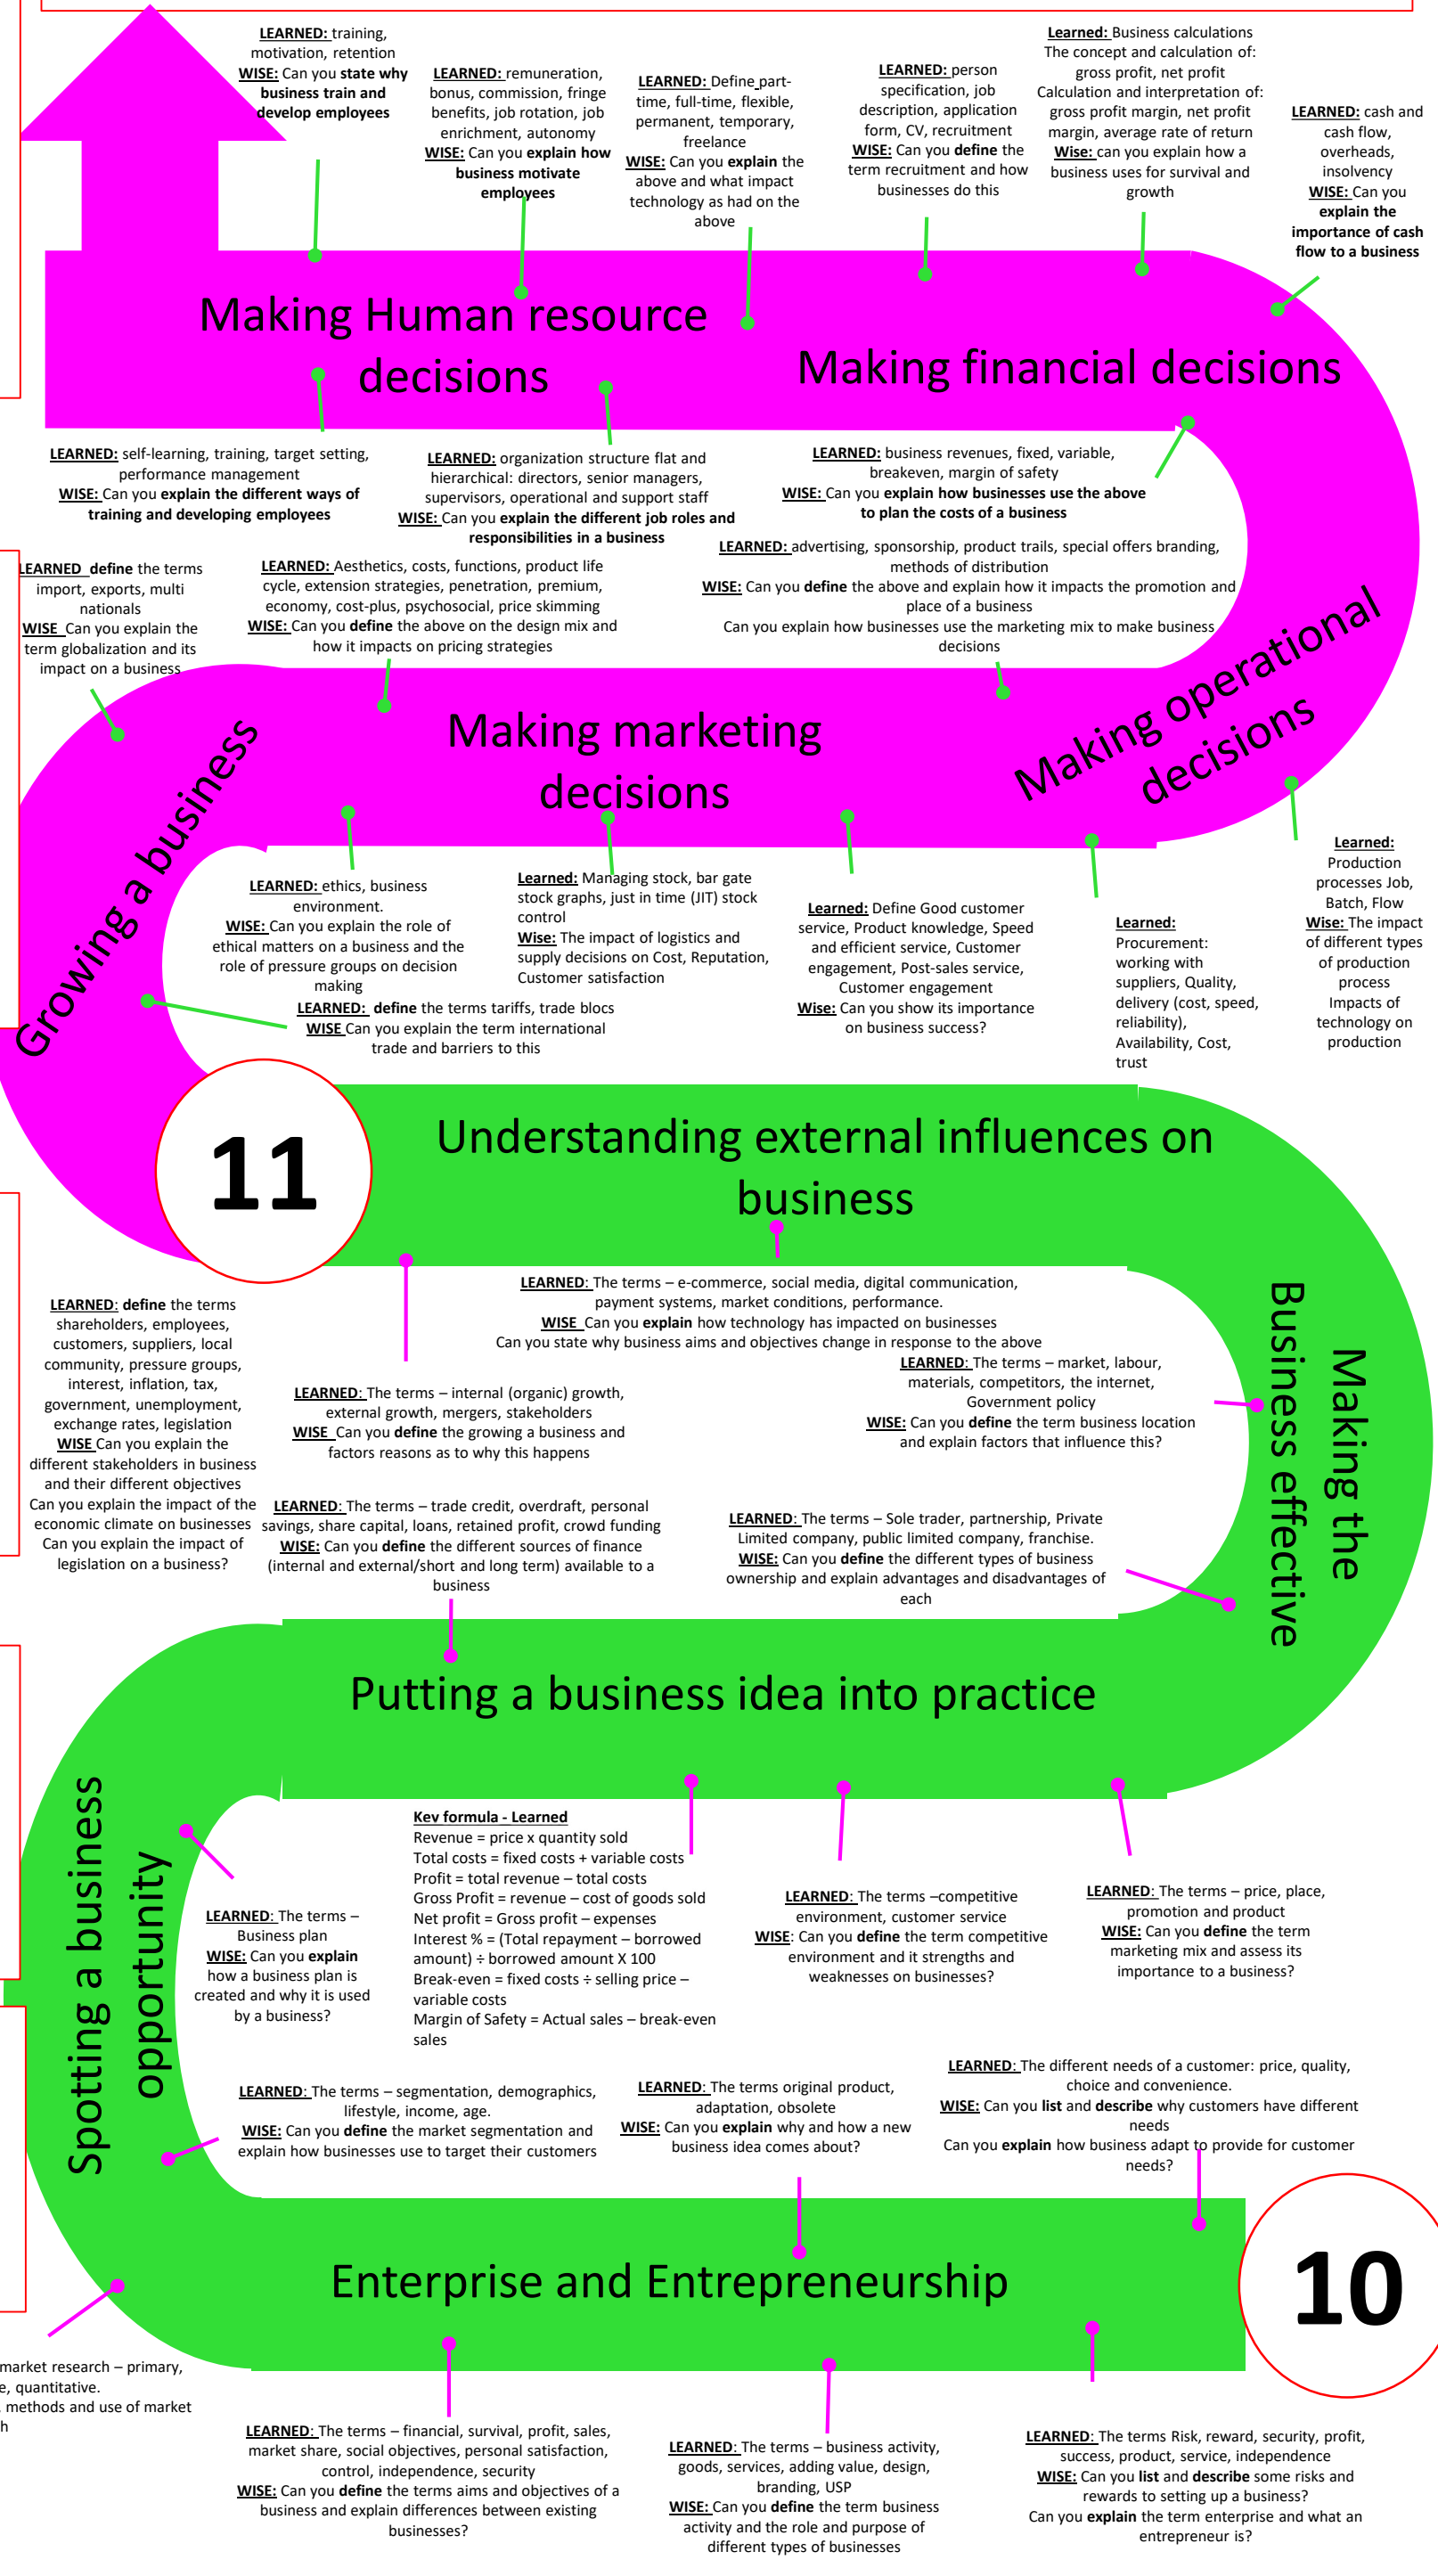 LEARNED: training,
motivation, retention
WISE: Can you state why
business train and
develop employees
LEARNED: remuneration,
bonus, commission, fringe
benefits, job rotation, job
enrichment, autonomy
WISE: Can you explain how
business motivate
employees
LEARNED: Define part-
time, full-time, flexible,
permanent, temporary,
freelance
WISE: Can you explain the
above and what impact
technology as had on the
above
LEARNED: person
specification, job
description, application
form, CV, recruitment
WISE: Can you define the
term recruitment and how
businesses do this
Learned: Business calculations
The concept and calculation of:
gross profit, net profit
Calculation and interpretation of:
gross profit margin, net profit
margin, average rate of return
Wise: can you explain how a
business uses for survival and
growth
LEARNED: cash and
cash flow,
overheads,
insolvency
WISE: Can you
explain the
importance of cash
flow to a business
Making Human resource
decisions
Making financial decisions
LEARNED: self-learning, training, target setting,
performance management
WISE: Can you explain the different ways of
training and developing employees
LEARNED: organization structure flat and
hierarchical: directors, senior managers,
supervisors, operational and support staff
WISE: Can you explain the different job roles and
responsibilities in a business
LEARNED: business revenues, fixed, variable,
breakeven, margin of safety
WISE: Can you explain how businesses use the above
to plan the costs of a business
LEARNED define the terms
import, exports, multi
nationals
WISE Can you explain the
term globalization and its
impact on a business
LEARNED: Aesthetics, costs, functions, product life
cycle, extension strategies, penetration, premium,
economy, cost-plus, psychosocial, price skimming
WISE: Can you define the above on the design mix and
how it impacts on pricing strategies
LEARNED: advertising, sponsorship, product trails, special offers branding,
methods of distribution
WISE: Can you define the above and explain how it impacts the promotion and
place of a business
Can you explain how businesses use the marketing mix to make business
decisions
Making operational
decisions
Making marketing
decisions
Growing a business
LEARNED: ethics, business
environment.
WISE: Can you explain the role of
ethical matters on a business and the
role of pressure groups on decision
making
Learned: Managing stock, bar gate
stock graphs, just in time (JIT) stock
control
Wise: The impact of logistics and
supply decisions on Cost, Reputation,
Customer satisfaction
Learned: Define Good customer
service, Product knowledge, Speed
and efficient service, Customer
engagement, Post-sales service,
Customer engagement
Wise: Can you show its importance
on business success?
Learned:
Procurement:
working with
suppliers, Quality,
delivery (cost, speed,
reliability),
Availability, Cost,
trust
Learned:
Production
processes Job,
Batch, Flow
Wise: The impact
of different types
of production
process
Impacts of
technology on
production
LEARNED: define the terms tariffs, trade blocs
WISE Can you explain the term international
trade and barriers to this
11
Understanding external influences on
business
LEARNED: define the terms
shareholders, employees,
customers, suppliers, local
community, pressure groups,
interest, inflation, tax,
government, unemployment,
exchange rates, legislation
WISE Can you explain the
different stakeholders in business
and their different objectives
Can you explain the impact of the
economic climate on businesses
Can you explain the impact of
legislation on a business?
LEARNED: The terms – e-commerce, social media, digital communication,
payment systems, market conditions, performance.
WISE Can you explain how technology has impacted on businesses
Can you state why business aims and objectives change in response to the above
LEARNED: The terms – internal (organic) growth,
external growth, mergers, stakeholders
WISE Can you define the growing a business and
factors reasons as to why this happens
LEARNED: The terms – market, labour,
materials, competitors, the internet,
Government policy
WISE: Can you define the term business location
and explain factors that influence this?
Making the
Business effective
LEARNED: The terms – trade credit, overdraft, personal
savings, share capital, loans, retained profit, crowd funding
WISE: Can you define the different sources of finance
(internal and external/short and long term) available to a
business
LEARNED: The terms – Sole trader, partnership, Private
Limited company, public limited company, franchise.
WISE: Can you define the different types of business
ownership and explain advantages and disadvantages of
each
Putting a business idea into practice
Spotting a business
opportunity
LEARNED: The terms –
Business plan
WISE: Can you explain
how a business plan is
created and why it is used
by a business?
Key formula - Learned
Revenue = price x quantity sold
Total costs = fixed costs + variable costs
Profit = total revenue – total costs
Gross Profit = revenue – cost of goods sold
Net profit = Gross profit – expenses
Interest % = (Total repayment – borrowed
amount) ÷ borrowed amount X 100
Break-even = fixed costs ÷ selling price –
variable costs
Margin of Safety = Actual sales – break-even
sales
LEARNED: The terms –competitive
environment, customer service
WISE: Can you define the term competitive
environment and it strengths and
weaknesses on businesses?
LEARNED: The terms – price, place,
promotion and product
WISE: Can you define the term
marketing mix and assess its
importance to a business?
LEARNED: The terms – segmentation, demographics,
lifestyle, income, age.
WISE: Can you define the market segmentation and
explain how businesses use to target their customers
LEARNED: The terms original product,
adaptation, obsolete
WISE: Can you explain why and how a new
business idea comes about?
LEARNED: The different needs of a customer: price, quality,
choice and convenience.
WISE: Can you list and describe why customers have different
needs
Can you explain how business adapt to provide for customer
needs?
Enterprise and Entrepreneurship
10
market research – primary,
e, quantitative.
, methods and use of market
h
LEARNED: The terms – financial, survival, profit, sales,
market share, social objectives, personal satisfaction,
control, independence, security
WISE: Can you define the terms aims and objectives of a
business and explain differences between existing
businesses?
LEARNED: The terms – business activity,
goods, services, adding value, design,
branding, USP
WISE: Can you define the term business
activity and the role and purpose of
different types of businesses
LEARNED: The terms Risk, reward, security, profit,
success, product, service, independence
WISE: Can you list and describe some risks and
rewards to setting up a business?
Can you explain the term enterprise and what an
entrepreneur is?